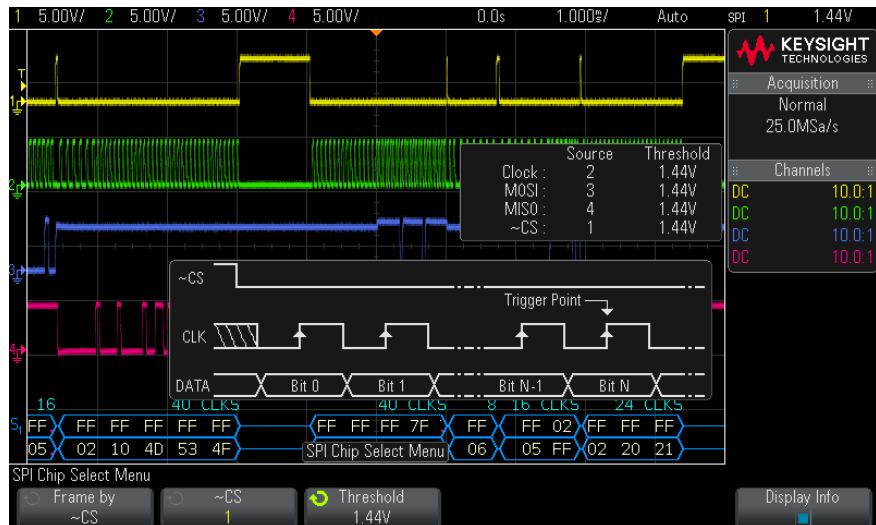 1 5.00V/ 2 5.00V/ 3 5.00V/ 4 5.00V/ 0.0s 1.000ms/ Auto SPI 1 1.44V
KEYSIGHT
TECHNOLOGIES
Acquisition
Normal
25.0MSa/s
Channels
DC 10.0:1
DC 10.0:1
DC 10.0:1
DC 10.0:1
T
1
2
3
4
Source Threshold
Clock : 2 1.44V
MOSI : 3 1.44V
MISO : 4 1.44V
~CS : 1 1.44V
~CS
Trigger Point
CLK
DATA Bit 0 Bit 1 Bit N-1 Bit N
16 40 CLKS 40 CLKS 8 16 CLKS 24 CLKS
S1 FF FF FF FF FF FF FF FF FF 7F FF FF 02 FF FF FF
05 02 10 4D 53 4F SPI Chip Select Menu 06 05 FF 02 20 21
SPI Chip Select Menu
Frame by ~CS Threshold Display Info
~CS 1 1.44V